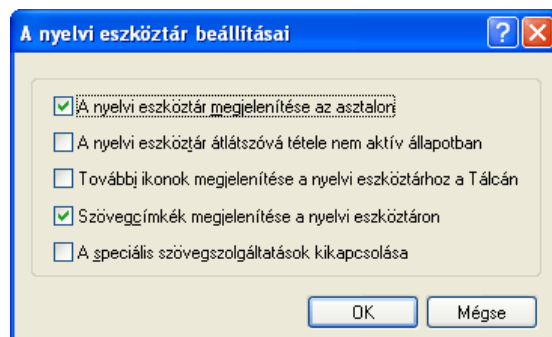 A nyelvi eszköztár beállításai
A nyelvi eszköztár megjelenítése az asztalon
A nyelvi eszköztár átlátszóvá tétele nem aktív állapotban
További ikonok megjelenítése a nyelvi eszköztárhoz a Tálcán
Szövegcímkék megjelenítése a nyelvi eszköztáron
A speciális szövegszolgáltatások kikapcsolása
OK Mégse